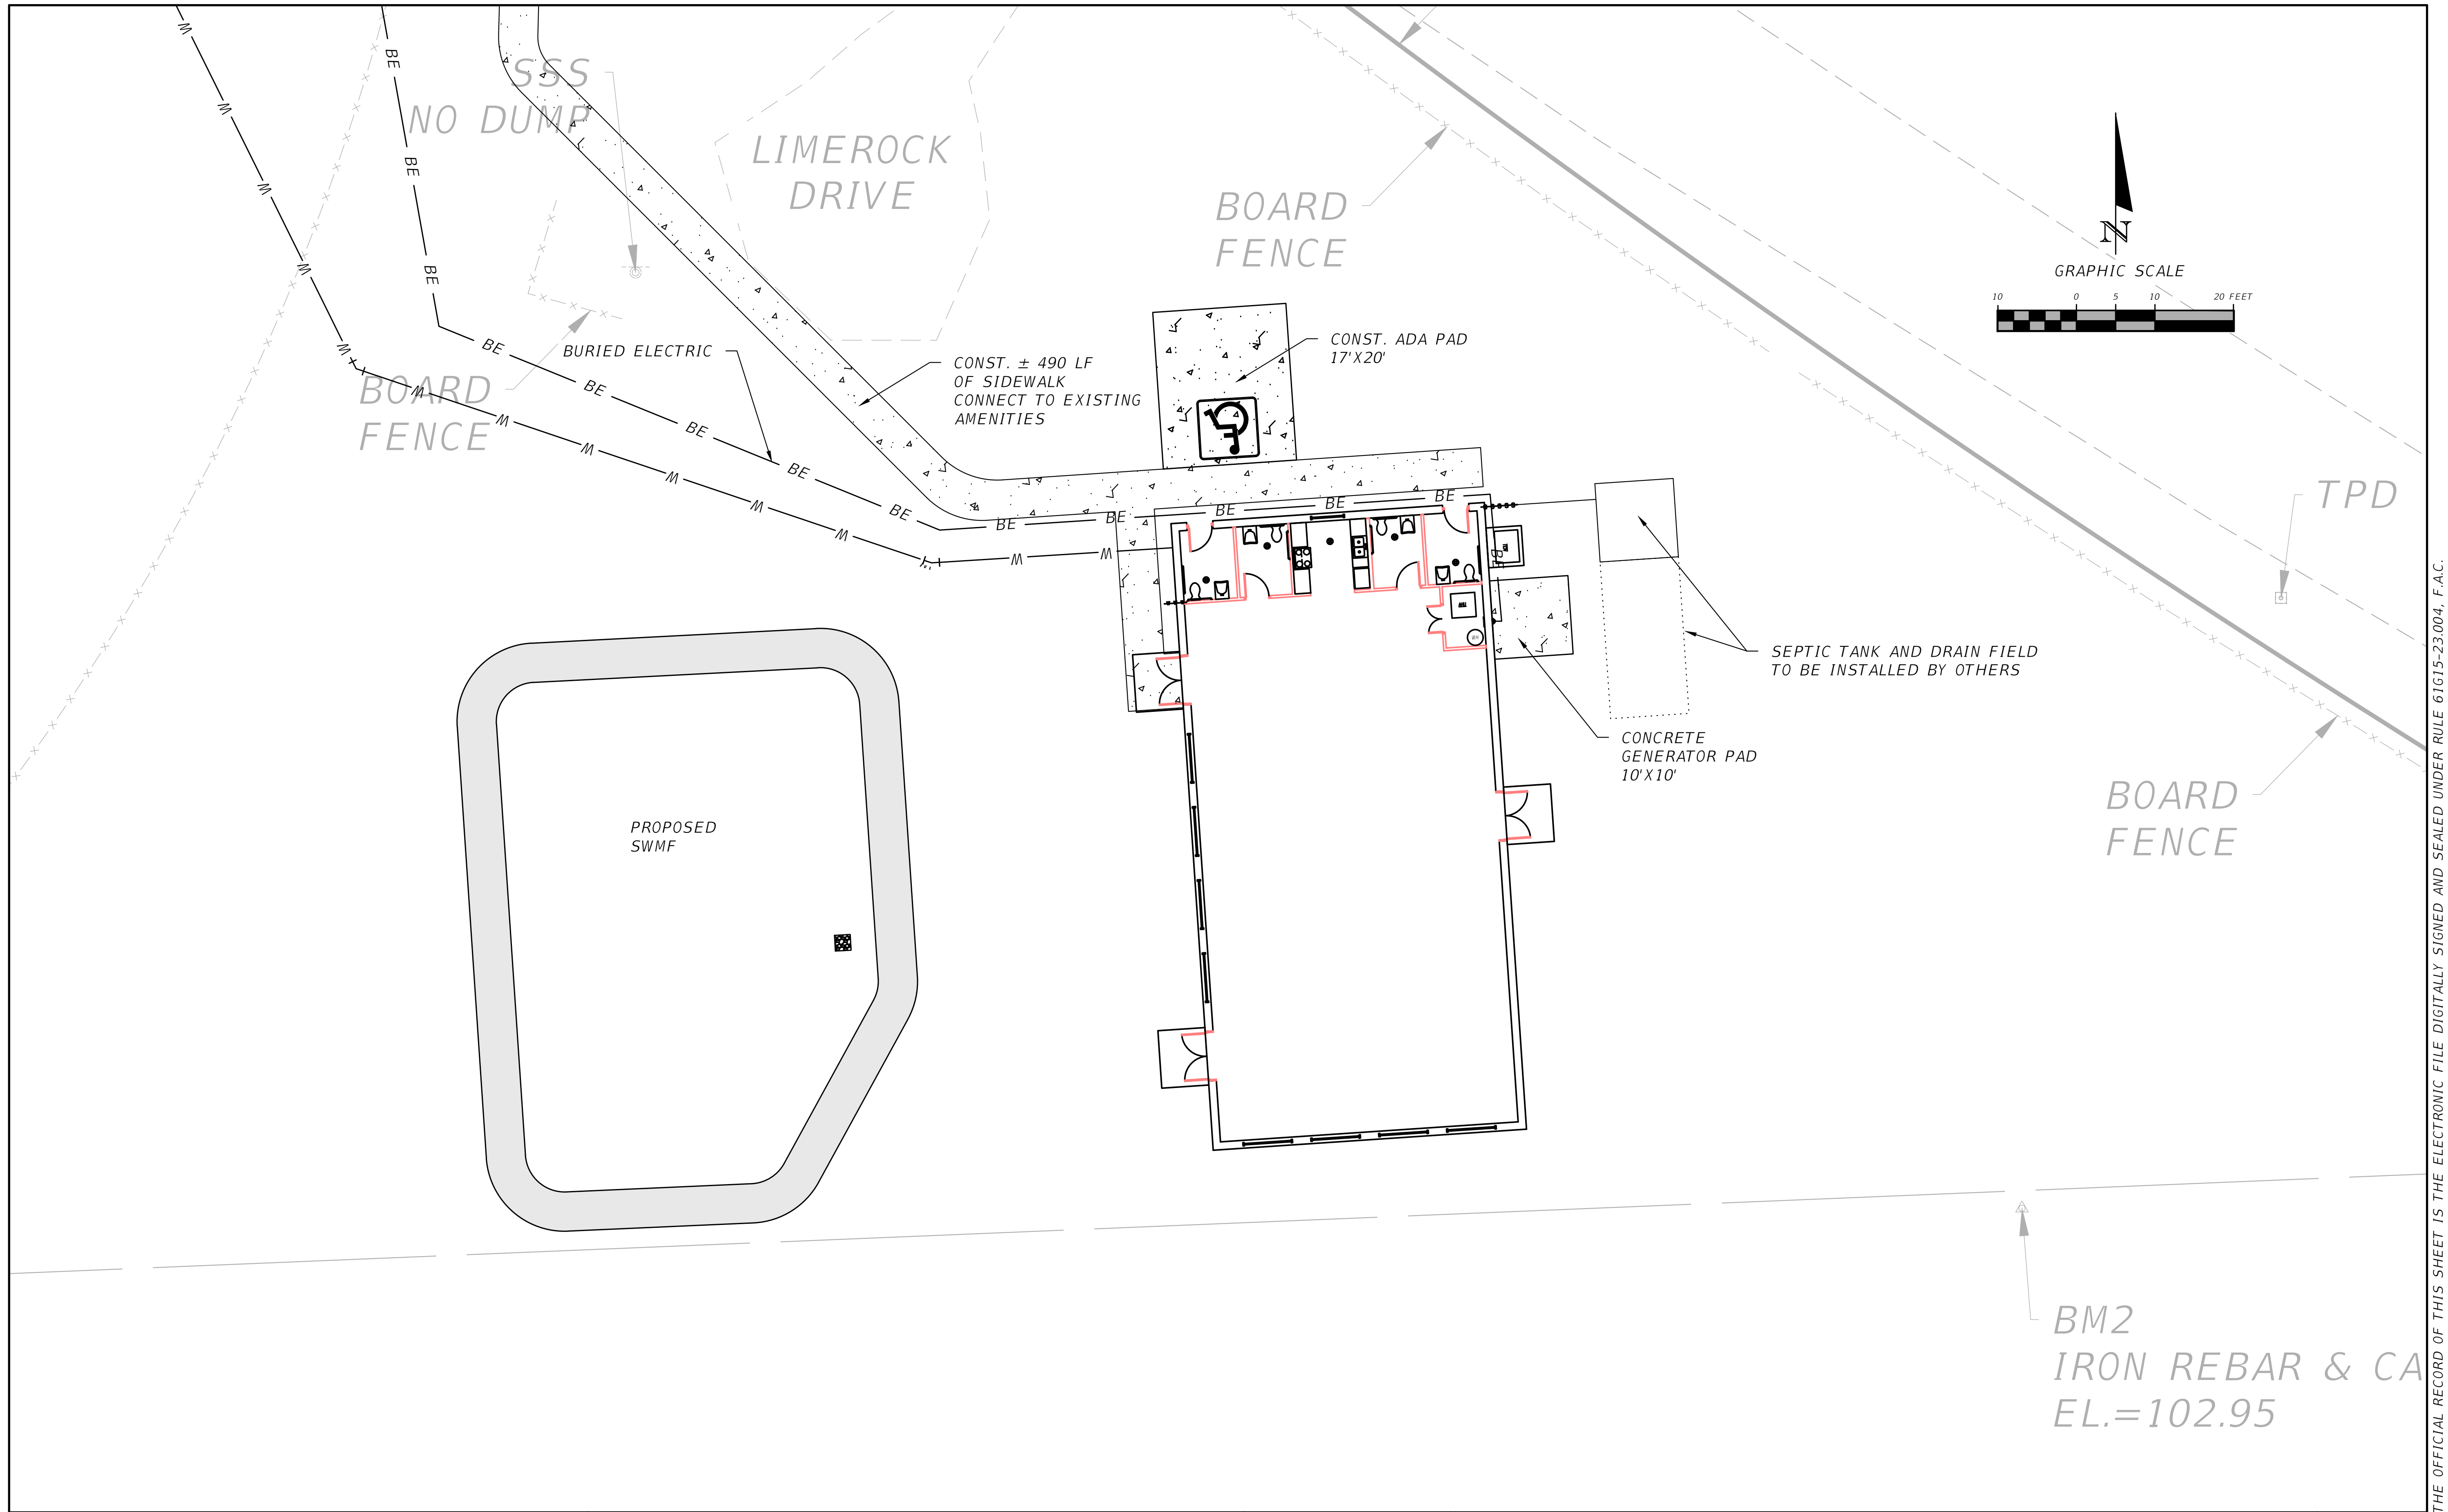 SSS
NO DUMP
LIMEROCK
DRIVE
BOARD
FENCE
N
GRAPHIC SCALE
10 0 5 10 20 FEET
BURIED ELECTRIC
BOARD
FENCE
CONST. ± 490 LF
OF SIDEWALK
CONNECT TO EXISTING
AMENITIES
CONST. ADA PAD
17'X20'
TPD
W W W W W W W W W W W W
BE BE BE BE BE BE BE BE BE BE BE BE BE BE
SEPTIC TANK AND DRAIN FIELD
TO BE INSTALLED BY OTHERS
CONCRETE
GENERATOR PAD
10'X10'
BOARD
FENCE
PROPOSED
SWMF
BM2
IRON REBAR & CA
EL.=102.95
THE OFFICIAL RECORD OF THIS SHEET IS THE ELECTRONIC FILE DIGITALLY SIGNED AND SEALED UNDER RULE 61G15-23.004, F.A.C.